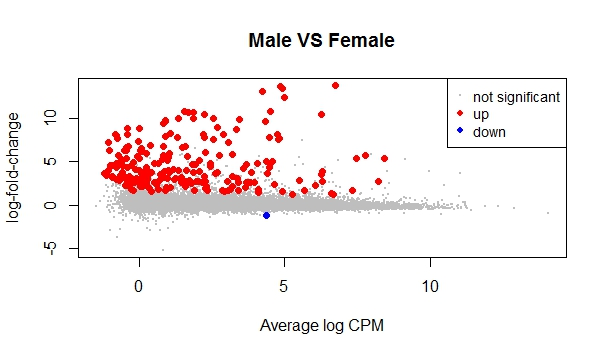 Male VS Female
not significant
up
down
log-fold-change
10
5
0
-5
0
5
10
Average log CPM